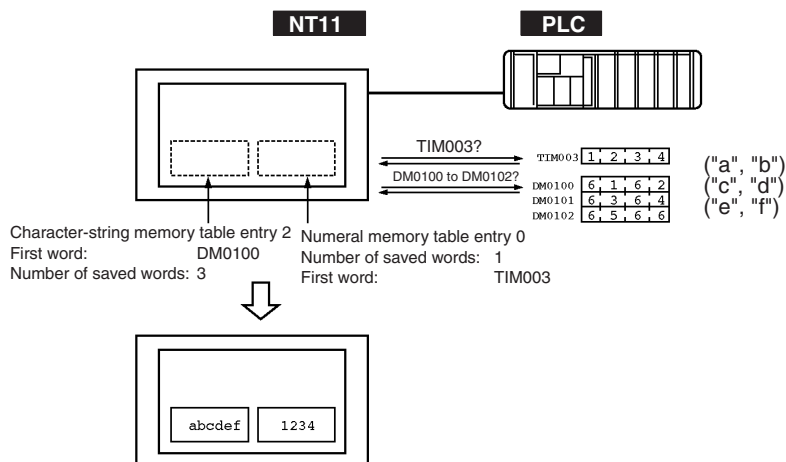 NT11 PLC
TIM003?
TIM003 1 2 3 4
("a", "b")
DM0100 to DM0102?
DM0100 6 1 6 2
("c", "d")
DM0101 6 3 6 4
("e", "f")
DM0102 6 5 6 6
Character-string memory table entry 2
First word: DM0100
Number of saved words: 3
Numeral memory table entry 0
Number of saved words: 1
First word: TIM003
abcdef 1234